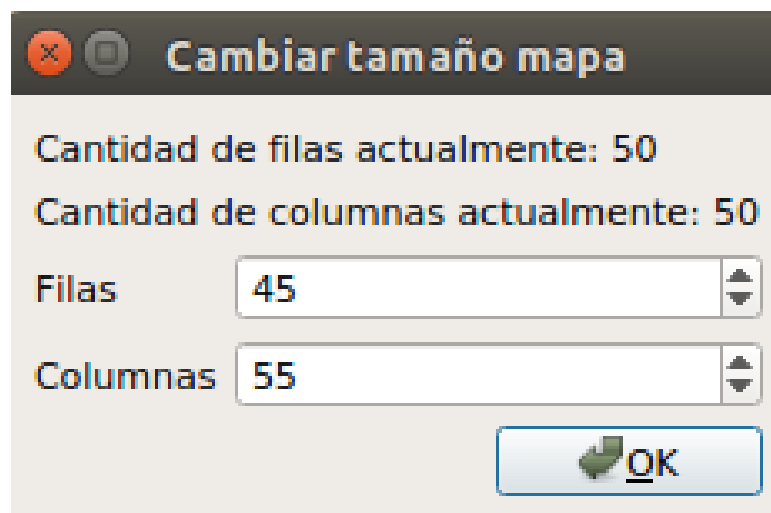 Cambiar tamaño mapa
Cantidad de filas actualmente: 50
Cantidad de columnas actualmente: 50
Filas 45
Columnas 55
OK